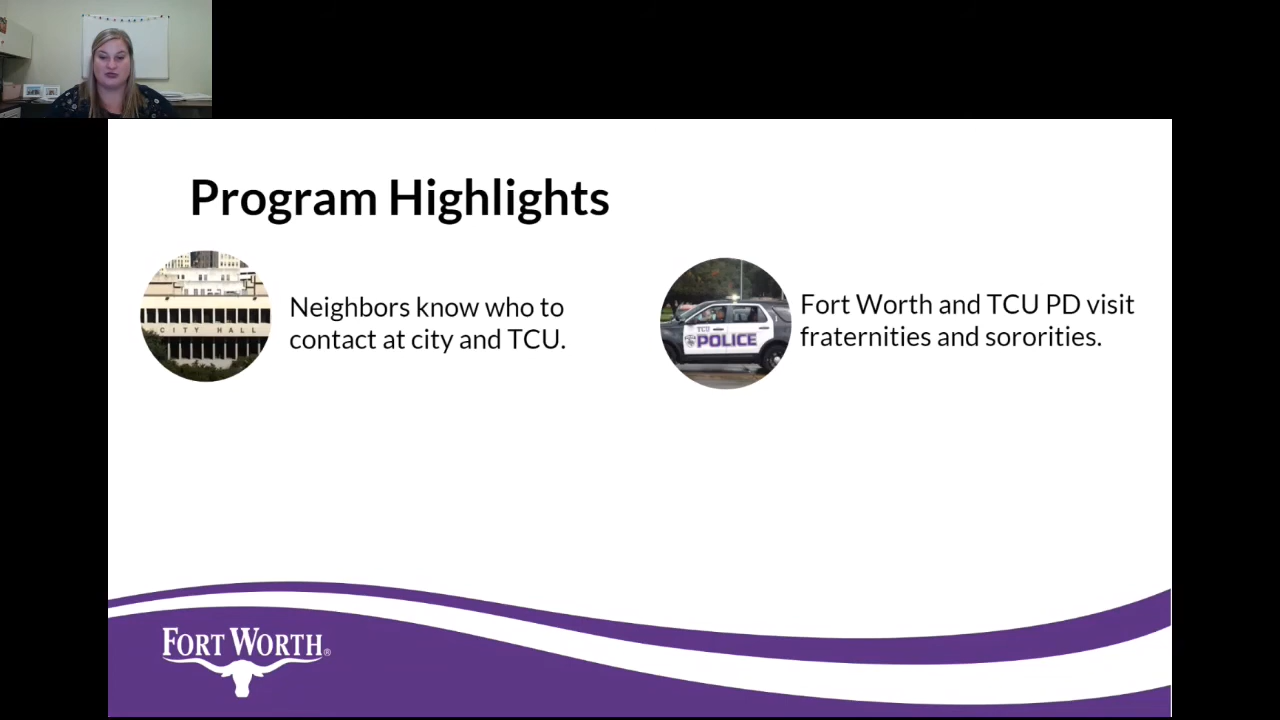 Program Highlights
CITY HALL
Neighbors know who to
contact at city and TCU.
TCU
POLICE
Fort Worth and TCU PD visit
fraternities and sororities.
FORT WORTH®